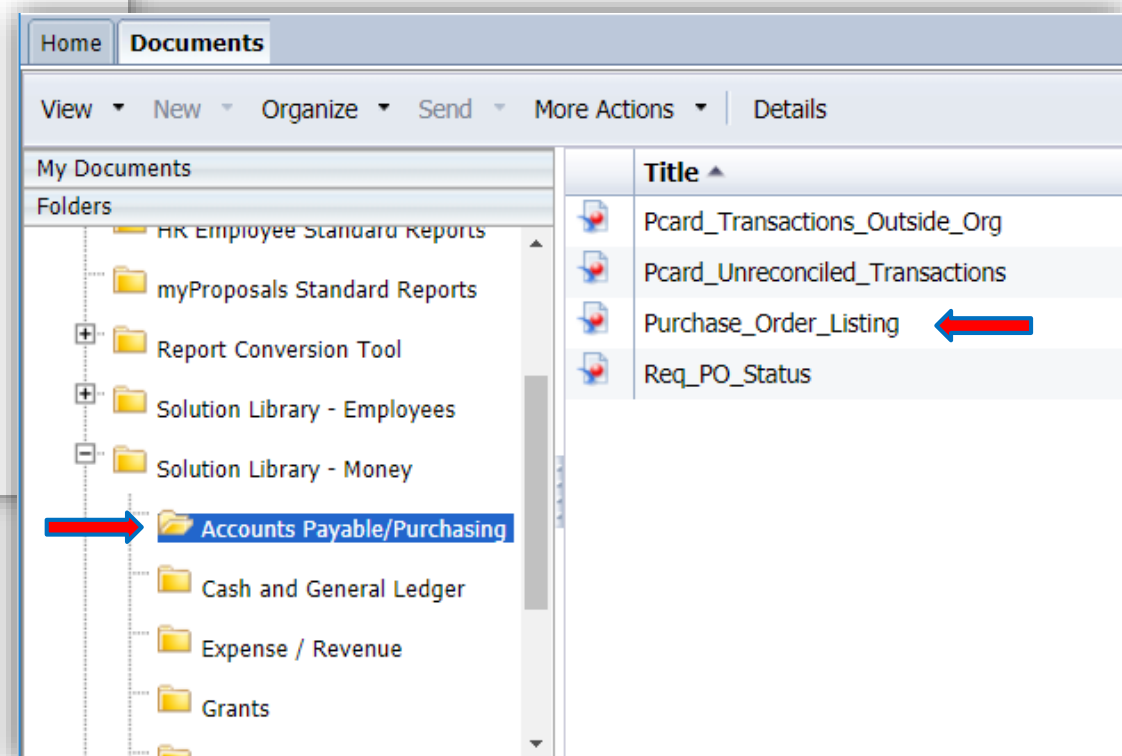 Home Documents
View New Organize Send More Actions Details
My Documents
Folders
HR Employee Standard Reports
myProposals Standard Reports
Report Conversion Tool
Solution Library - Employees
Solution Library - Money
Accounts Payable/Purchasing
Cash and General Ledger
Expense / Revenue
Grants
Title
Pcard_Transactions_Outside_Org
Pcard_Unreconciled_Transactions
Purchase_Order_Listing
Req_PO_Status